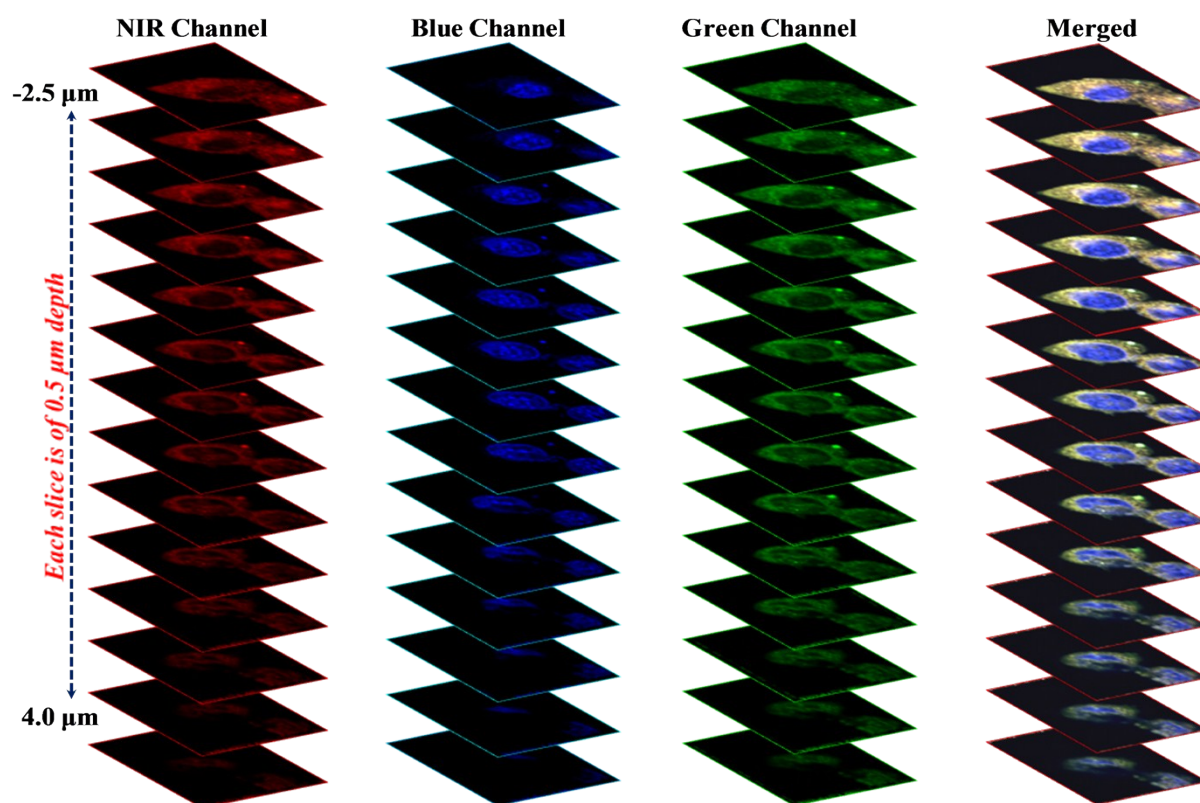 NIR Channel
Blue Channel
Green Channel
Merged
-2.5 µm
Each slice is of 0.5 µm depth
4.0 µm